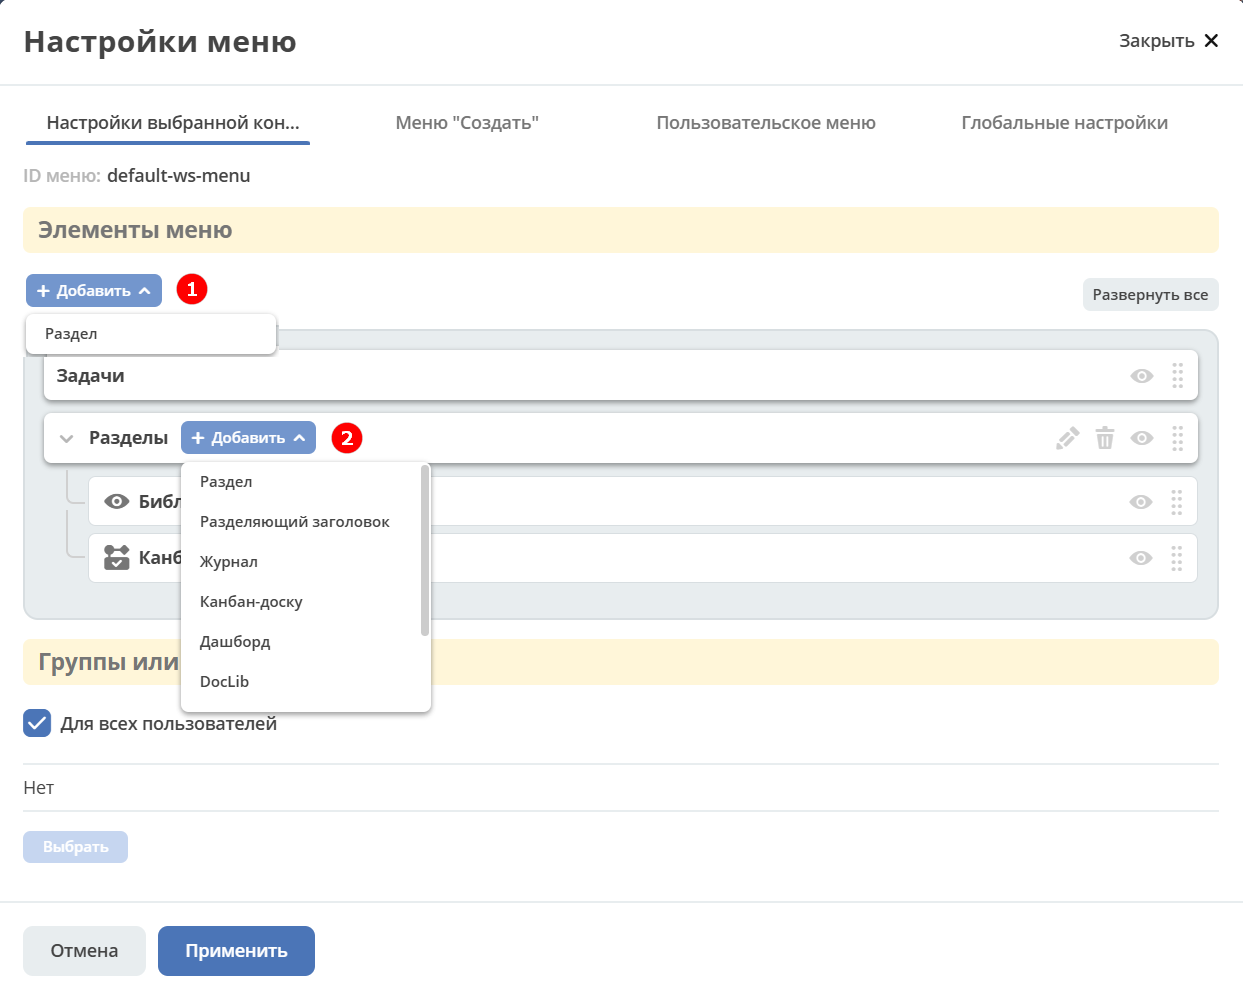 Настройки меню
Закрыть
Настройки выбранной кон...
Меню "Создать"
Пользовательское меню
Глобальные настройки
ID меню: default-ws-menu
Элементы меню
+ Добавить
1
Развернуть все
Раздел
Задачи
Разделы
+ Добавить
2
Раздел
Библ
Разделяющий заголовок
Канб
Журнал
Канбан-доску
Дашборд
DocLib
Группы или
Для всех пользователей
Нет
Выбрать
Отмена
Применить